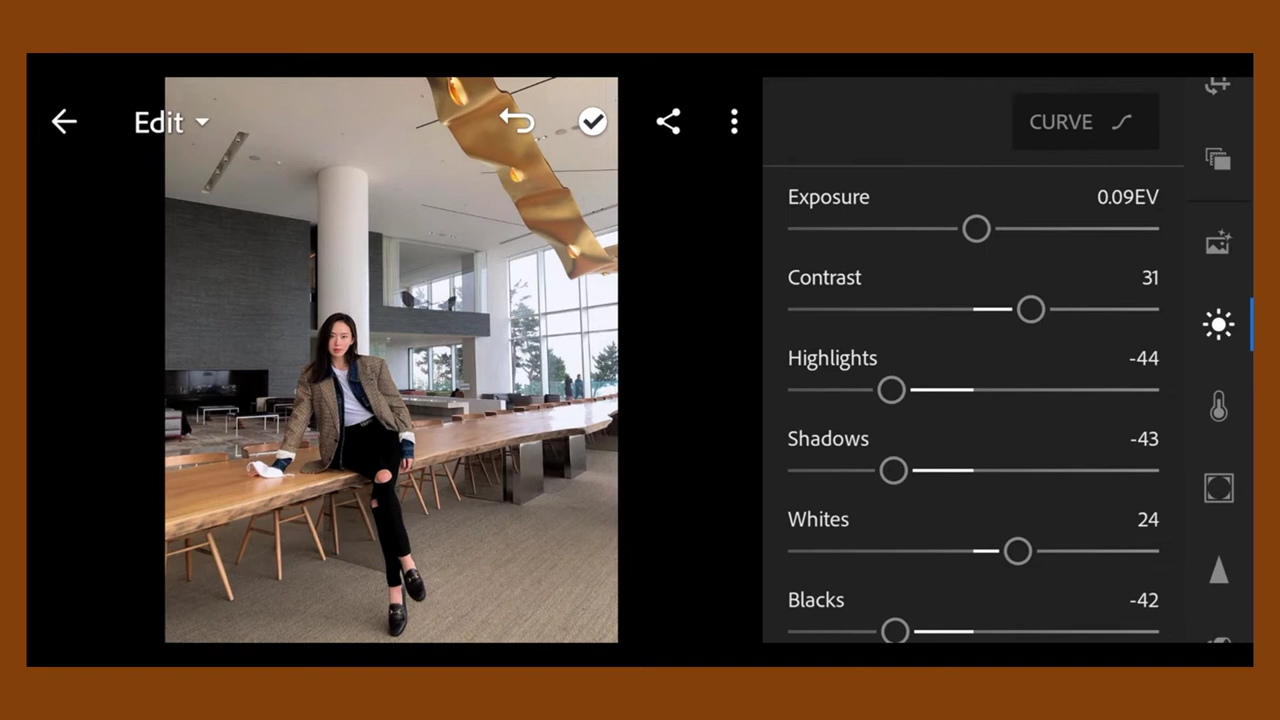 Edit
CURVE
Exposure 0.09EV
Contrast 31
Highlights -44
Shadows -43
Whites 24
Blacks -42